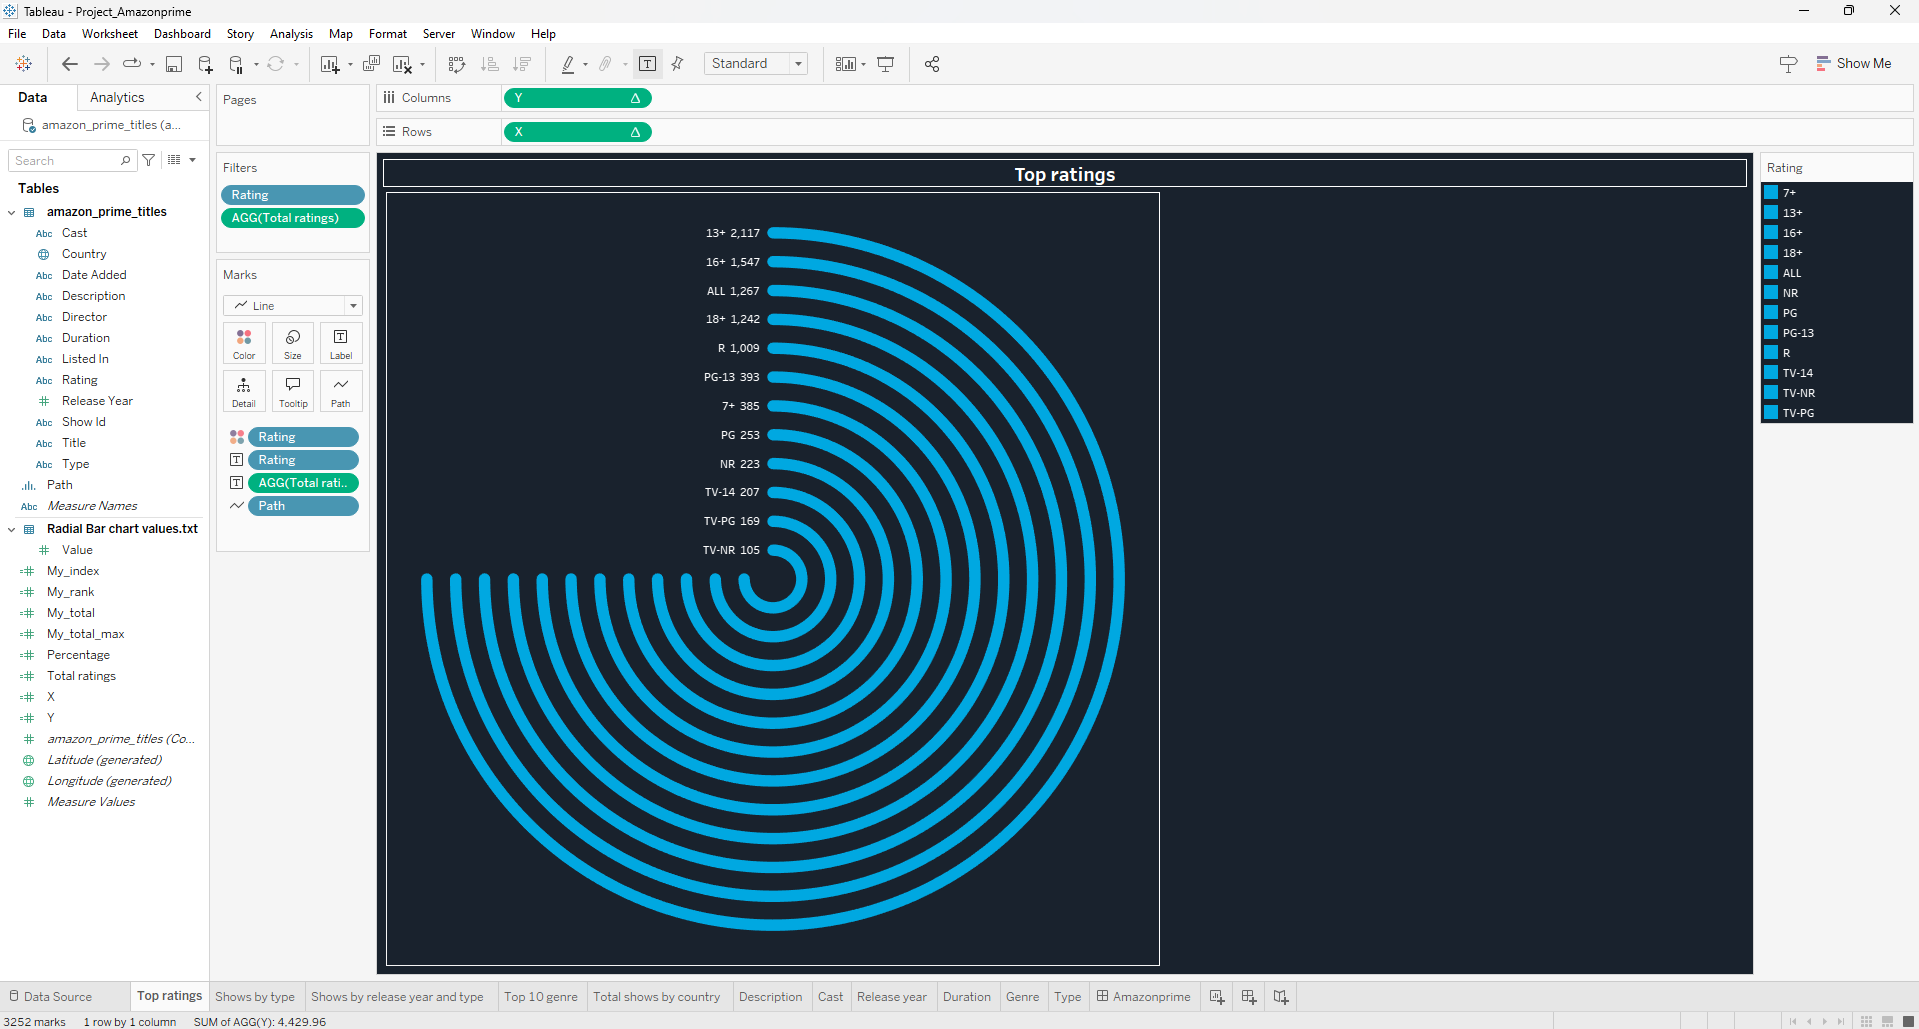 Tableau - Project_Amazonprime
File Data Worksheet Dashboard Story Analysis Map Format Server Window Help
Standard
Show Me
Data Analytics
amazon_prime_titles (a...
Search
Tables
amazon_prime_titles
Abc Cast
Country
Abc Date Added
Abc Description
Abc Director
Abc Duration
Abc Listed In
Abc Rating
Release Year
Abc Show Id
Abc Title
Abc Type
Path
Abc Measure Names
Radial Bar chart values.txt
Value
My_index
My_rank
My_total
My_total_max
Percentage
Total ratings
X
Y
amazon_prime_titles (Co...
Latitude (generated)
Longitude (generated)
Measure Values
Pages
Filters
Rating
AGG(Total ratings)
Marks
Line
Color Size Label
Detail Tooltip Path
Rating
Rating
AGG(Total rati..
Path
Columns Y
Rows X
Top ratings
13+ 2,117
16+ 1,547
ALL 1,267
18+ 1,242
R 1,009
PG-13 393
7+ 385
PG 253
NR 223
TV-14 207
TV-PG 169
TV-NR 105
Rating
7+
13+
16+
18+
ALL
NR
PG
PG-13
R
TV-14
TV-NR
TV-PG
Data Source Top ratings Shows by type Shows by release year and type Top 10 genre Total shows by country Description Cast Release year Duration Genre Type Amazonprime
3252 marks 1 row by 1 column SUM of AGG(Y): 4,429.96